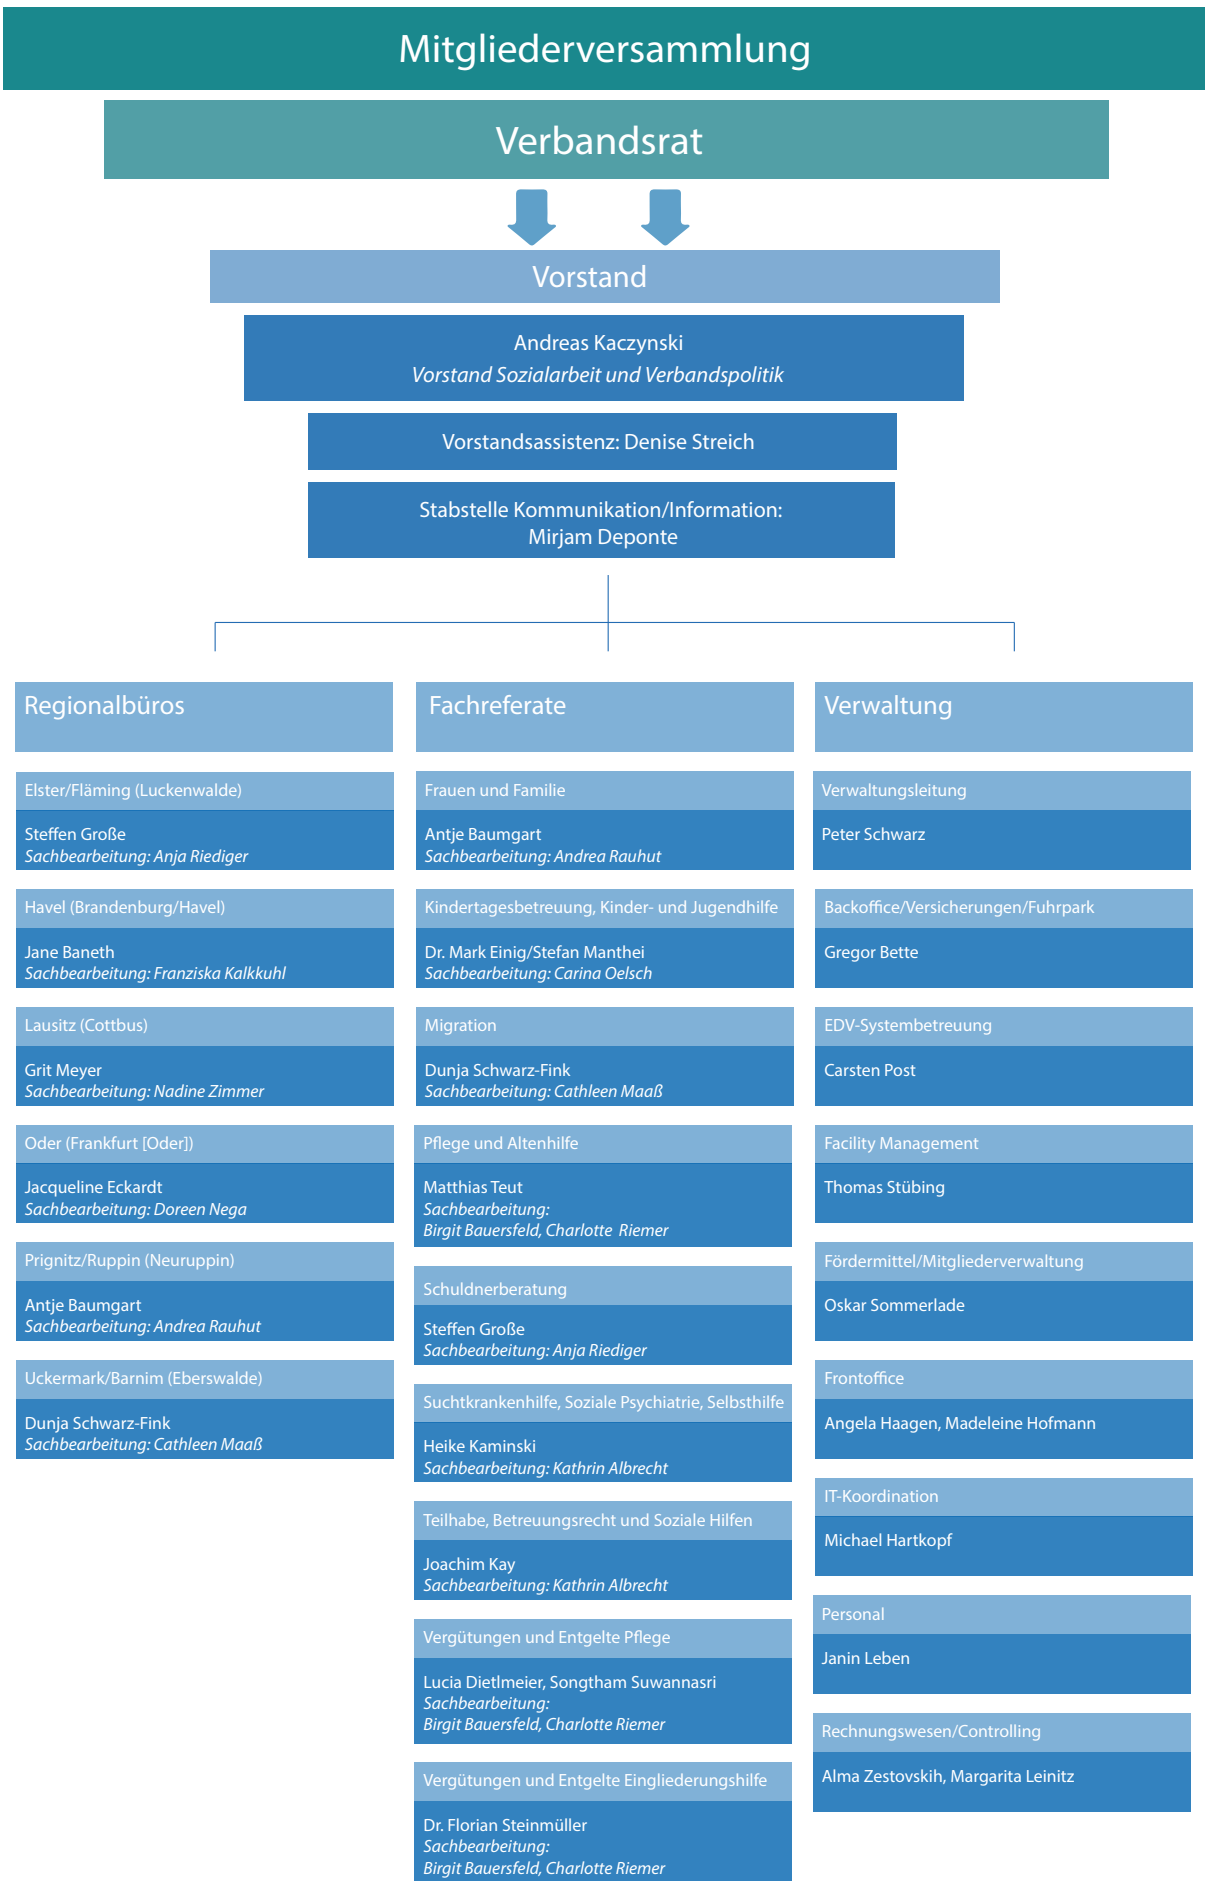 Mitgliederversammlung
Verbandsrat
Vorstand
Andreas Kaczynski
Vorstand Sozialarbeit und Verbandspolitik
Vorstandsassistenz: Denise Streich
Stabstelle Kommunikation/Information:
Mirjam Deponte
Regionalbüros
Elster/Fläming (Luckenwalde)
Steffen Große
Sachbearbeitung: Anja Riediger
Havel (Brandenburg/Havel)
Jane Baneth
Sachbearbeitung: Franziska Kalkkuhl
Lausitz (Cottbus)
Grit Meyer
Sachbearbeitung: Nadine Zimmer
Oder (Frankfurt [Oder])
Jacqueline Eckardt
Sachbearbeitung: Doreen Nega
Prignitz/Ruppin (Neuruppin)
Antje Baumgart
Sachbearbeitung: Andrea Rauhut
Uckermark/Barnim (Eberswalde)
Dunja Schwarz-Fink
Sachbearbeitung: Cathleen Maaß
Fachreferate
Frauen und Familie
Antje Baumgart
Sachbearbeitung: Andrea Rauhut
Kindertagesbetreuung, Kinder- und Jugendhilfe
Dr. Mark Einig/Stefan Manthei
Sachbearbeitung: Carina Oelsch
Migration
Dunja Schwarz-Fink
Sachbearbeitung: Cathleen Maaß
Pflege und Altenhilfe
Matthias Teut
Sachbearbeitung:
Birgit Bauersfeld, Charlotte Riemer
Schuldnerberatung
Steffen Große
Sachbearbeitung: Anja Riediger
Suchtkrankenhilfe, Soziale Psychiatrie, Selbsthilfe
Heike Kaminski
Sachbearbeitung: Kathrin Albrecht
Teilhabe, Betreuungsrecht und Soziale Hilfen
Joachim Kay
Sachbearbeitung: Kathrin Albrecht
Vergütungen und Entgelte Pflege
Lucia Dietlmeier, Songtham Suwannasri
Sachbearbeitung:
Birgit Bauersfeld, Charlotte Riemer
Vergütungen und Entgelte Eingliederungshilfe
Dr. Florian Steinmüller
Sachbearbeitung:
Birgit Bauersfeld, Charlotte Riemer
Verwaltung
Verwaltungsleitung
Peter Schwarz
Backoffice/Versicherungen/Fuhrpark
Gregor Bette
EDV-Systembetreuung
Carsten Post
Facility Management
Thomas Stübing
Fördermittel/Mitgliederverwaltung
Oskar Sommerlade
Frontoffice
Angela Haagen, Madeleine Hofmann
IT-Koordination
Michael Hartkopf
Personal
Janin Leben
Rechnungswesen/Controlling
Alma Zestovskih, Margarita Leinitz